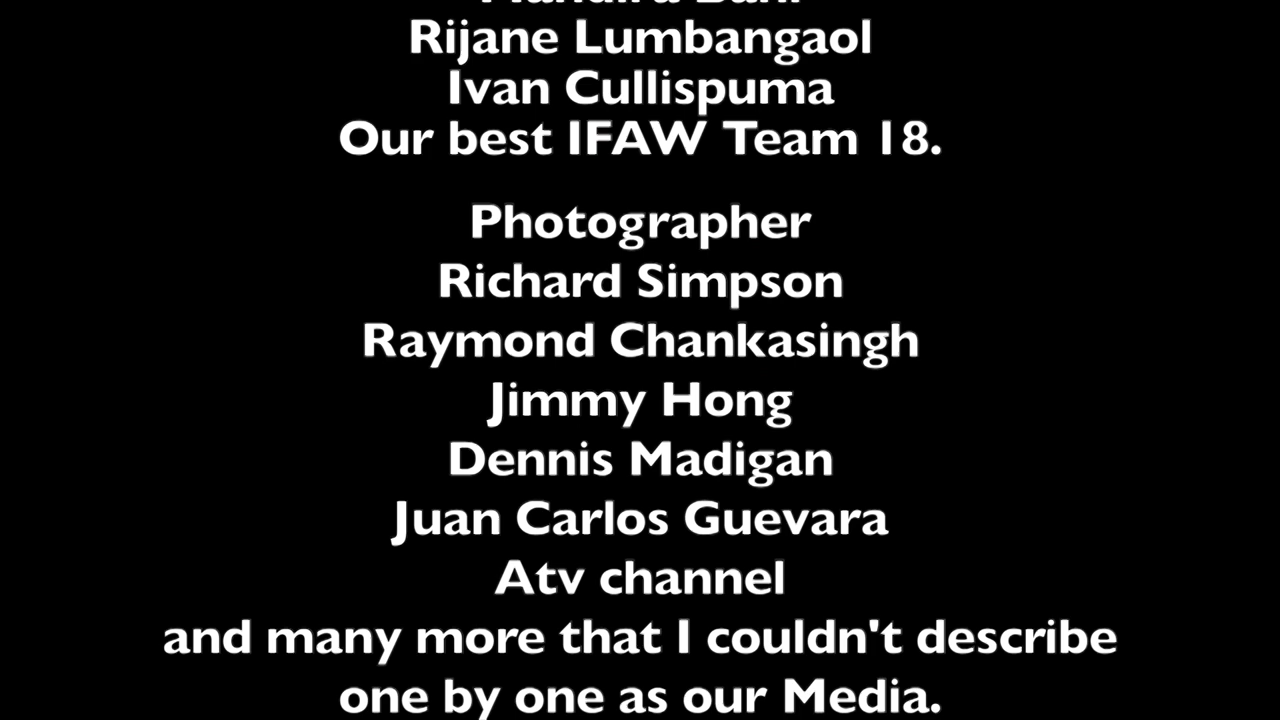 Rijane Lumbangaol
Ivan Cullispuma
Our best IFAW Team 18.
Photographer
Richard Simpson
Raymond Chankasingh
Jimmy Hong
Dennis Madigan
Juan Carlos Guevara
Atv channel
and many more that I couldn't describe
one by one as our Media.